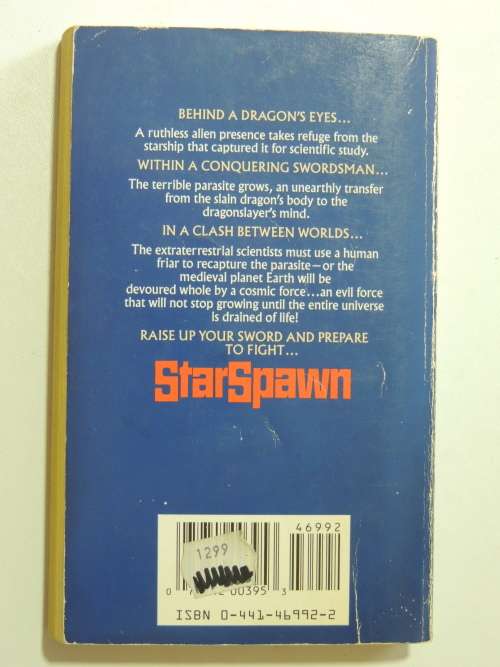 BEHIND A DRAGON'S EYES...
A ruthless alien presence takes refuge from the
starship that captured it for scientific study.
WITHIN A CONQUERING SWORDSMAN...
The terrible parasite grows, an unearthly transfer
from the slain dragon's body to the
dragonslayer's mind.
IN A CLASH BETWEEN WORLDS...
The extraterrestrial scientists must use a human
friar to recapture the parasite—or the
medieval planet Earth will be
devoured whole by a cosmic force...an evil force
that will not stop growing until the entire universe
is drained of life!
RAISE UP YOUR SWORD AND PREPARE
TO FIGHT...
StarSpawn
46992
1299
0
00395
3
ISBN 0-441-46992-2